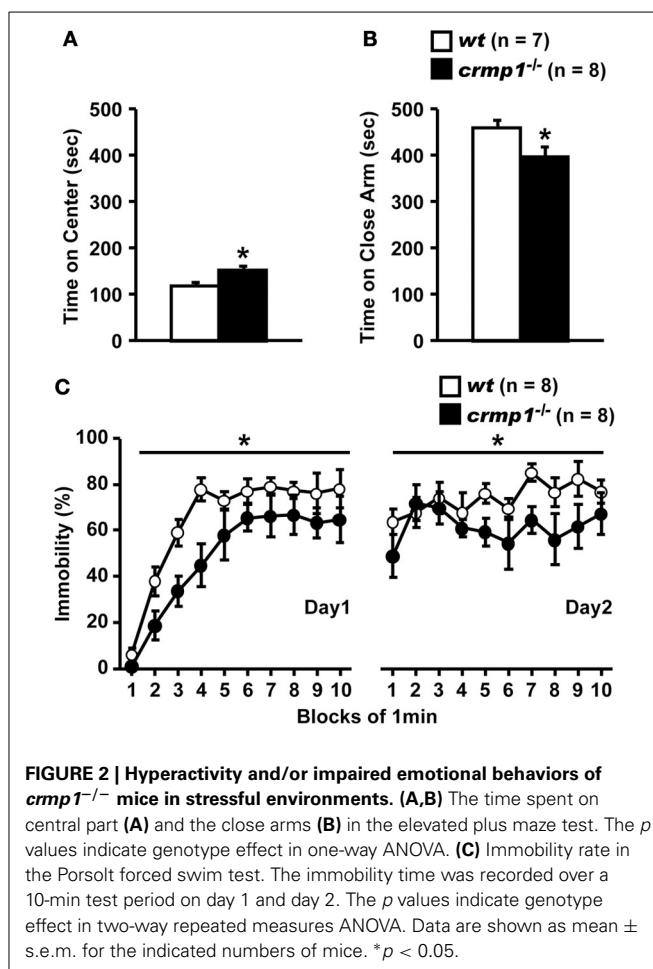 A
B
wt (n = 7)
crmp1-/- (n = 8)
500
400
300
200
100
0
Time on Center (sec)
*
500
400
300
200
100
0
Time on Close Arm (sec)
*
C
wt (n = 8)
crmp1-/- (n = 8)
100
80
60
40
20
0
Immobility (%)
*
*
Day1
Day2
1 2 3 4 5 6 7 8 9 10
1 2 3 4 5 6 7 8 9 10
Blocks of 1min
FIGURE 2 | Hyperactivity and/or impaired emotional behaviors of
crmp1−/− mice in stressful environments. (A,B) The time spent on
central part (A) and the close arms (B) in the elevated plus maze test. The p
values indicate genotype effect in one-way ANOVA. (C) Immobility rate in
the Porsolt forced swim test. The immobility time was recorded over a
10-min test period on day 1 and day 2. The p values indicate genotype
effect in two-way repeated measures ANOVA. Data are shown as mean ±
s.e.m. for the indicated numbers of mice. *p < 0.05.